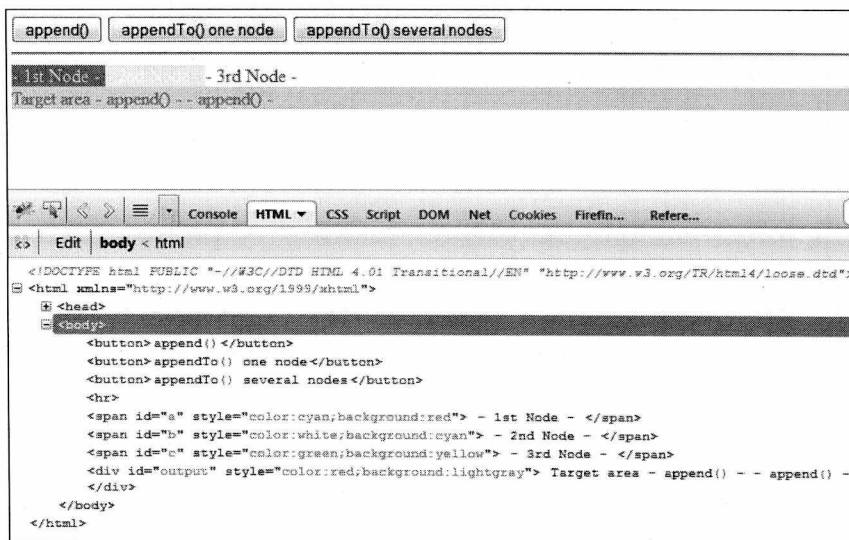 append() appendTo() one node appendTo() several nodes
- 1st Node - - 3rd Node -
Target area - append() - - append() -
Console HTML CSS Script DOM Net Cookies Firefin... Refere...
Edit body < html
<!DOCTYPE html PUBLIC "-//W3C//DTD HTML 4.01 Transitional//EN" "http://www.w3.org/TR/html4/loose.dtd">
<html xmlns="http://www.w3.org/1999/xhtml">
<head>
<body>
<button>append()</button>
<button>appendTo() one node</button>
<button>appendTo() several nodes</button>
<hr>
<span id="a" style="color:cyan;background:red"> - 1st Node - </span>
<span id="b" style="color:white;background:cyan"> - 2nd Node - </span>
<span id="c" style="color:green;background:yellow"> - 3rd Node - </span>
<div id="output" style="color:red;background:lightgray"> Target area - append() - - append() -
</div>
</body>
</html>